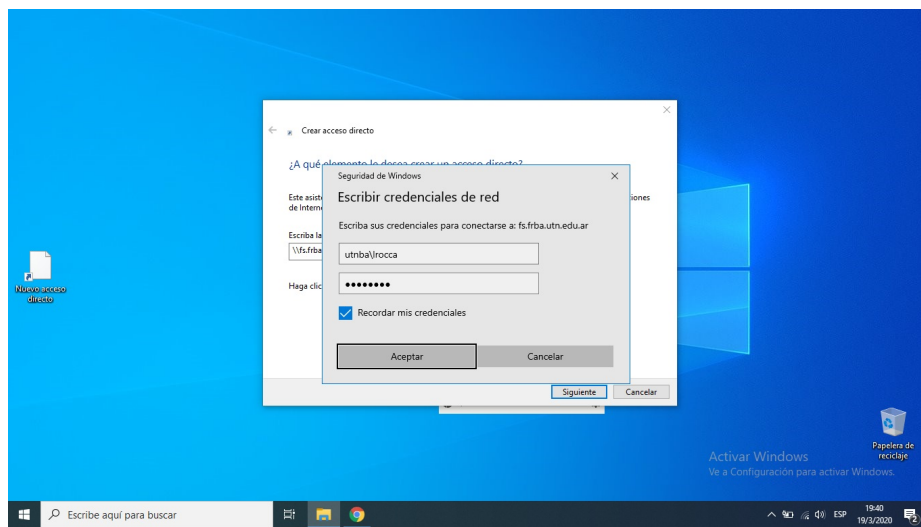 Crear acceso directo
¿A qué elemento le desea crear un acceso directo?
Seguridad de Windows
Este asist
iones
de Intern
Escribir credenciales de red
Escriba sus credenciales para conectarse a: fs.frba.utn.edu.ar
Escriba la
\\fs.frba
utnba\lrocca
Haga clic
••••••••
Recordar mis credenciales
Aceptar
Cancelar
Siguiente
Cancelar
Nuevo acceso
directo
Papelera de
reciclaje
Activar Windows
Ve a Configuración para activar Windows.
Escribe aquí para buscar
ESP
19:40
19/3/2020
2